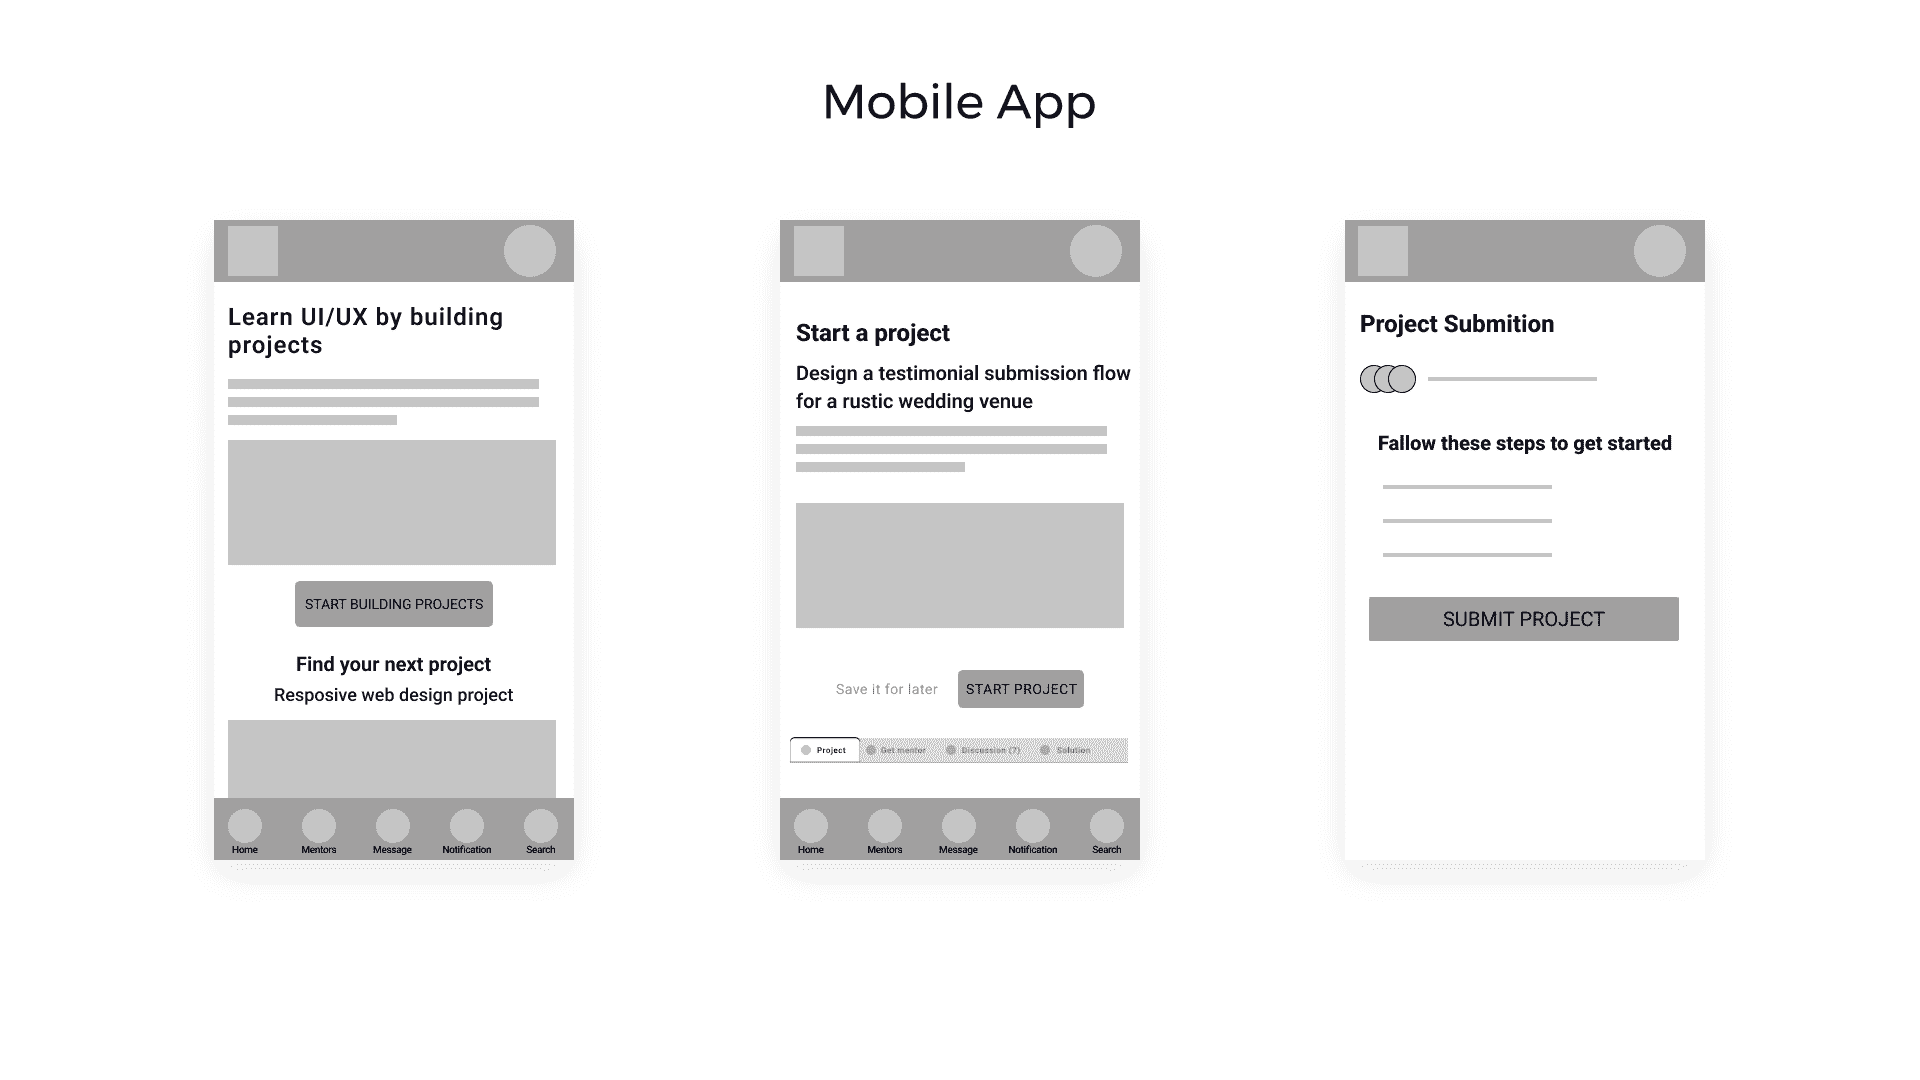 Mobile App
Learn UI/UX by building
projects
START BUILDING PROJECTS
Find your next project
Resposive web design project
Home Mentors Message Notification Search
Start a project
Design a testimonial submission flow
for a rustic wedding venue
Save it for later START PROJECT
Project Get mentor Discussion (7) Solution
Home Mentors Message Notification Search
Project Submition
Fallow these steps to get started
SUBMIT PROJECT